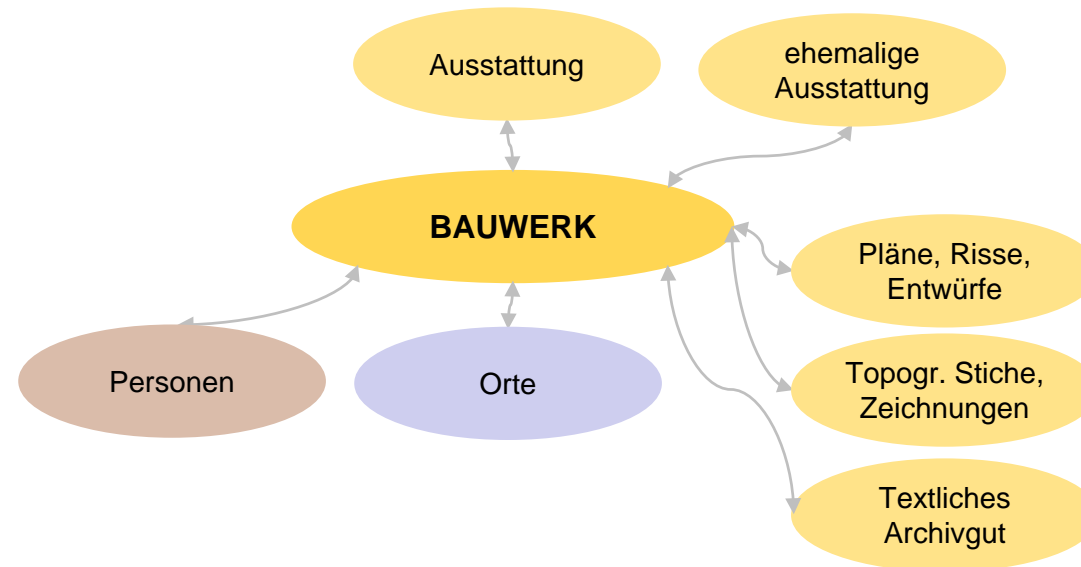 Ausstattung
ehemalige
Ausstattung
BAUWERK
Pläne, Risse,
Entwürfe
Personen
Orte
Topogr. Stiche,
Zeichnungen
Textliches
Archivgut